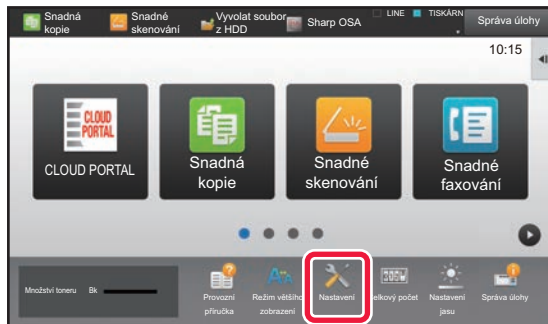 Snadná
kopie
Snadné
skenování
Vyvolat soubor
z HDD
Sharp OSA
LINE
TISKÁRN
Správa úlohy
10:15
CLOUD
PORTAL
CLOUD PORTAL
Snadná
kopie
Snadné
skenování
Snadné
faxování
Množství toneru Bk
Provozní
příručka
Režim většího
zobrazení
Nastavení
elkový počet
Nastavení
jasu
Správa úlohy